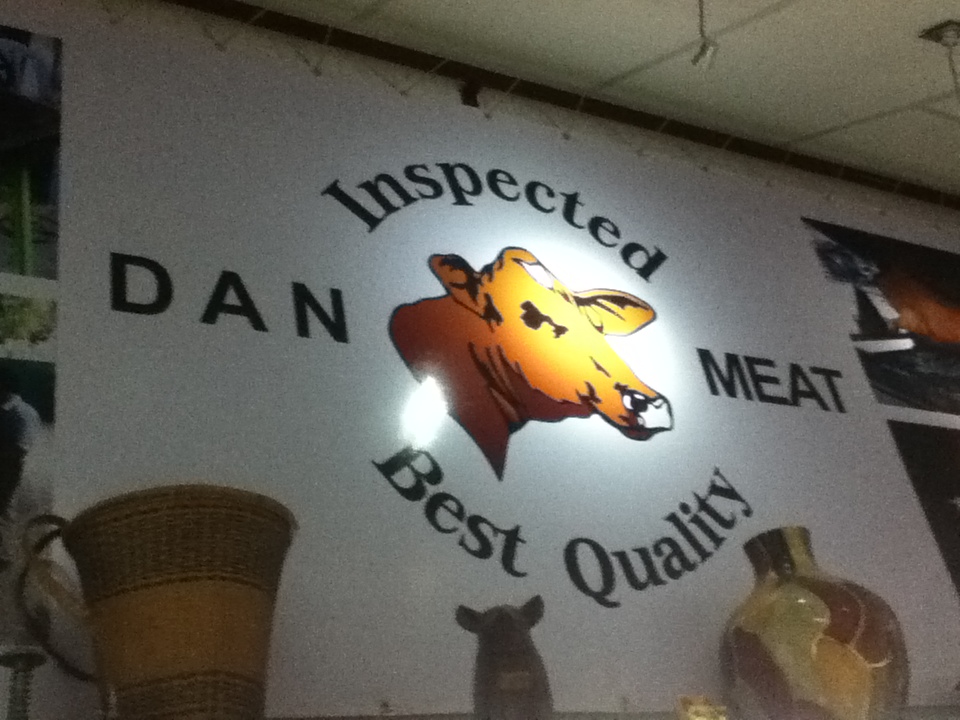 Inspected
DAN MEAT
Best Quality